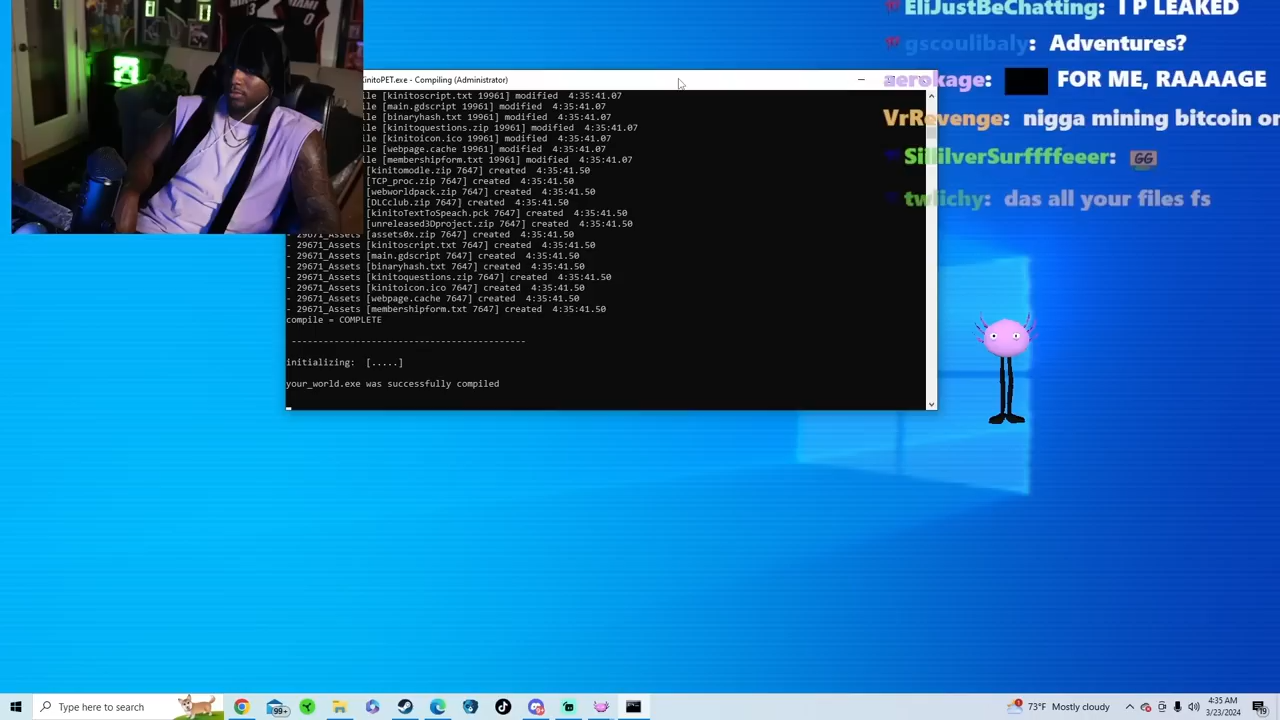 EliJustBeChatting: I P LEAKED
gscoulibaly: Adventures?
aerokage: FOR ME, RAAAAGE
VrRevenge: nigga mining bitcoin on
SillilverSurffffeeer: GG
twlichy: das all your files fs
KinitoPET.exe - Compiling (Administrator)
ile [kinitoscript.txt 19961] modified 4:35:41.07
ile [main.gdscript 19961] modified 4:35:41.07
ile [binaryhash.txt 19961] modified 4:35:41.07
ile [kinitoquestions.zip 19961] modified 4:35:41.07
ile [kinitoicon.ico 19961] modified 4:35:41.07
ile [webpage.cache 19961] modified 4:35:41.07
ile [membershipform.txt 19961] modified 4:35:41.07
[kinitomodle.zip 7647] created 4:35:41.50
[TCP_proc.zip 7647] created 4:35:41.50
[webworldpack.zip 7647] created 4:35:41.50
[DLCclub.zip 7647] created 4:35:41.50
[kinitoTextToSpeach.pck 7647] created 4:35:41.50
[unreleased3Dproject.zip 7647] created 4:35:41.50
- 29671_Assets [assets0x.zip 7647] created 4:35:41.50
- 29671_Assets [kinitoscript.txt 7647] created 4:35:41.50
- 29671_Assets [main.gdscript 7647] created 4:35:41.50
- 29671_Assets [binaryhash.txt 7647] created 4:35:41.50
- 29671_Assets [kinitoquestions.zip 7647] created 4:35:41.50
- 29671_Assets [kinitoicon.ico 7647] created 4:35:41.50
- 29671_Assets [webpage.cache 7647] created 4:35:41.50
- 29671_Assets [membershipform.txt 7647] created 4:35:41.50
compile = COMPLETE
--------------------------------------------
initializing: [.....]
your_world.exe was successfully compiled
Type here to search
99+
73°F Mostly cloudy
4:35 AM
3/23/2024
19